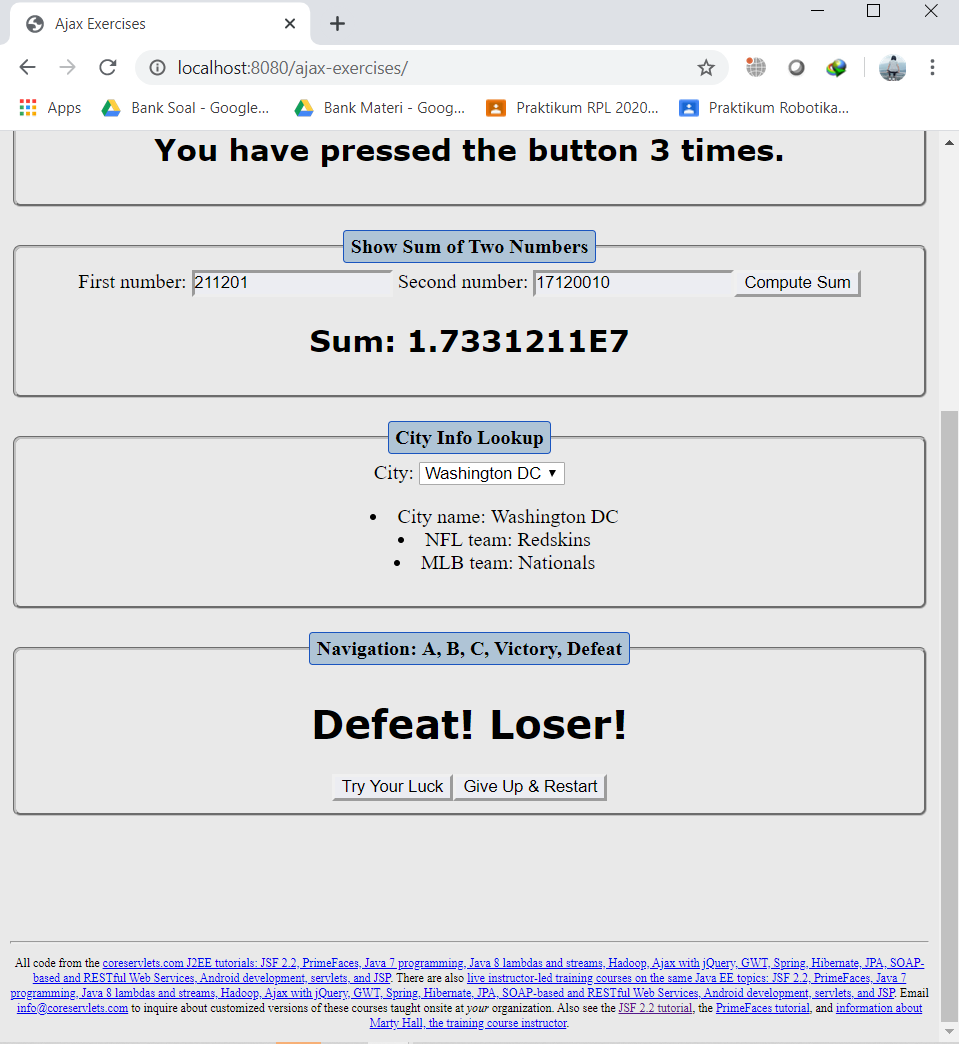 Ajax Exercises
localhost:8080/ajax-exercises/
Apps Bank Soal - Google... Bank Materi - Goog... Praktikum RPL 2020... Praktikum Robotika...
You have pressed the button 3 times.
Show Sum of Two Numbers
First number: 211201 Second number: 17120010 Compute Sum
Sum: 1.7331211E7
City Info Lookup
City: Washington DC
• City name: Washington DC
• NFL team: Redskins
• MLB team: Nationals
Navigation: A, B, C, Victory, Defeat
Defeat! Loser!
Try Your Luck Give Up & Restart
All code from the coreservlets.com J2EE tutorials: JSF 2.2, PrimeFaces, Java 7 programming, Java 8 lambdas and streams, Hadoop, Ajax with jQuery, GWT, Spring, Hibernate, JPA, SOAP-
based and RESTful Web Services, Android development, servlets, and JSP. There are also live instructor-led training courses on the same Java EE topics: JSF 2.2, PrimeFaces, Java 7
programming, Java 8 lambdas and streams, Hadoop, Ajax with jQuery, GWT, Spring, Hibernate, JPA, SOAP-based and RESTful Web Services, Android development, servlets, and JSP. Email
info@coreservlets.com to inquire about customized versions of these courses taught onsite at your organization. Also see the JSF 2.2 tutorial, the PrimeFaces tutorial, and information about
Marty Hall, the training course instructor.